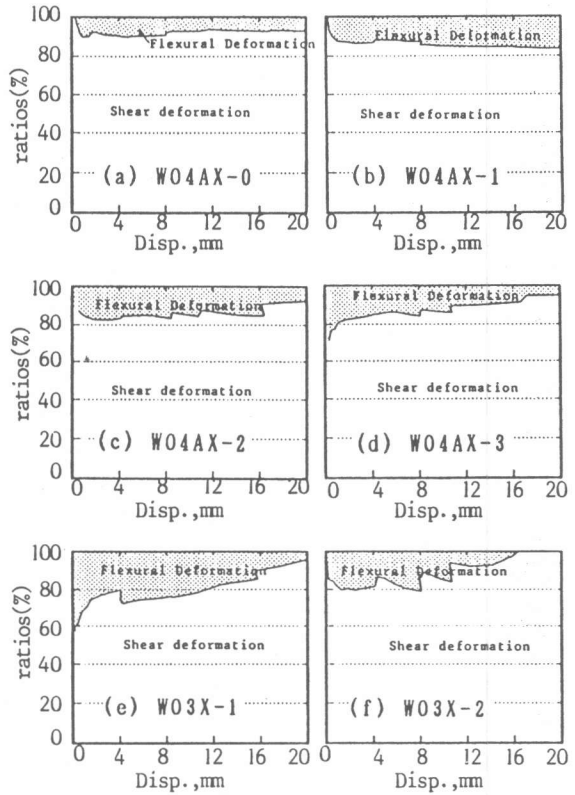 ratios(%)
100
80
60
40
20
0
Flexural Deformation
Shear deformation
(a) W04AX-0
0 4 8 12 16 20
Disp.,mm
Flexural Deformation
Shear deformation
(b) W04AX-1
0 4 8 12 16 20
Disp.,mm
ratios(%)
100
80
60
40
20
0
Flexural Deformation
Shear deformation
(c) W04AX-2
0 4 8 12 16 20
Disp.,mm
Flexural Deformation
Shear deformation
(d) W04AX-3
0 4 8 12 16 20
Disp.,mm
ratios(%)
100
80
60
40
20
0
Flexural Deformation
Shear deformation
(e) W03X-1
0 4 8 12 16 20
Disp.,mm
Flexural Deformation
Shear deformation
(f) W03X-2
0 4 8 12 16 20
Disp.,mm